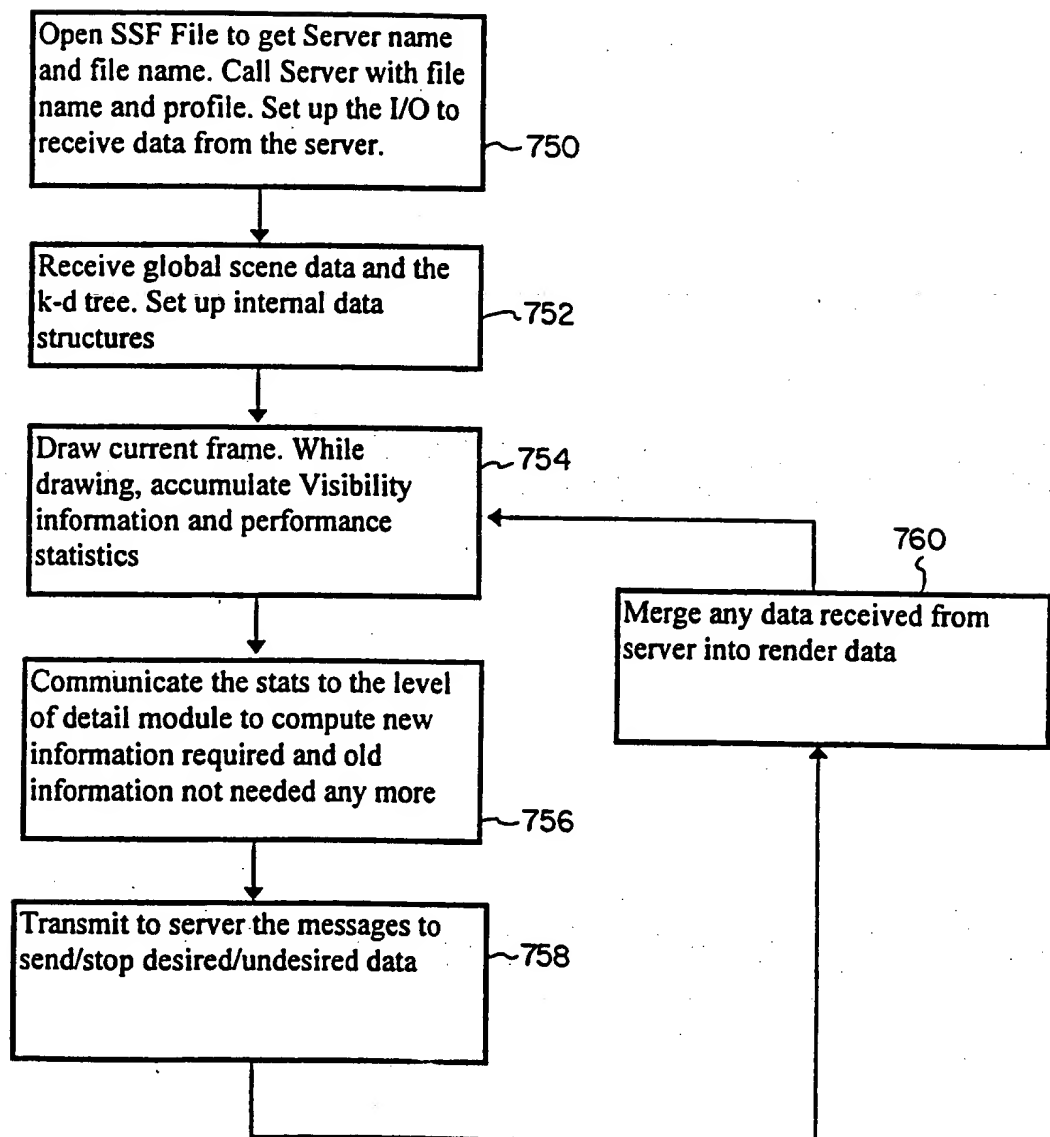 Open SSF File to get Server name
and file name. Call Server with file
name and profile. Set up the I/O to
receive data from the server.
750
Receive global scene data and the
k-d tree. Set up internal data
structures
752
Draw current frame. While
drawing, accumulate Visibility
information and performance
statistics
754
760
Merge any data received from
server into render data
Communicate the stats to the level
of detail module to compute new
information required and old
information not needed any more
756
Transmit to server the messages to
send/stop desired/undesired data
758